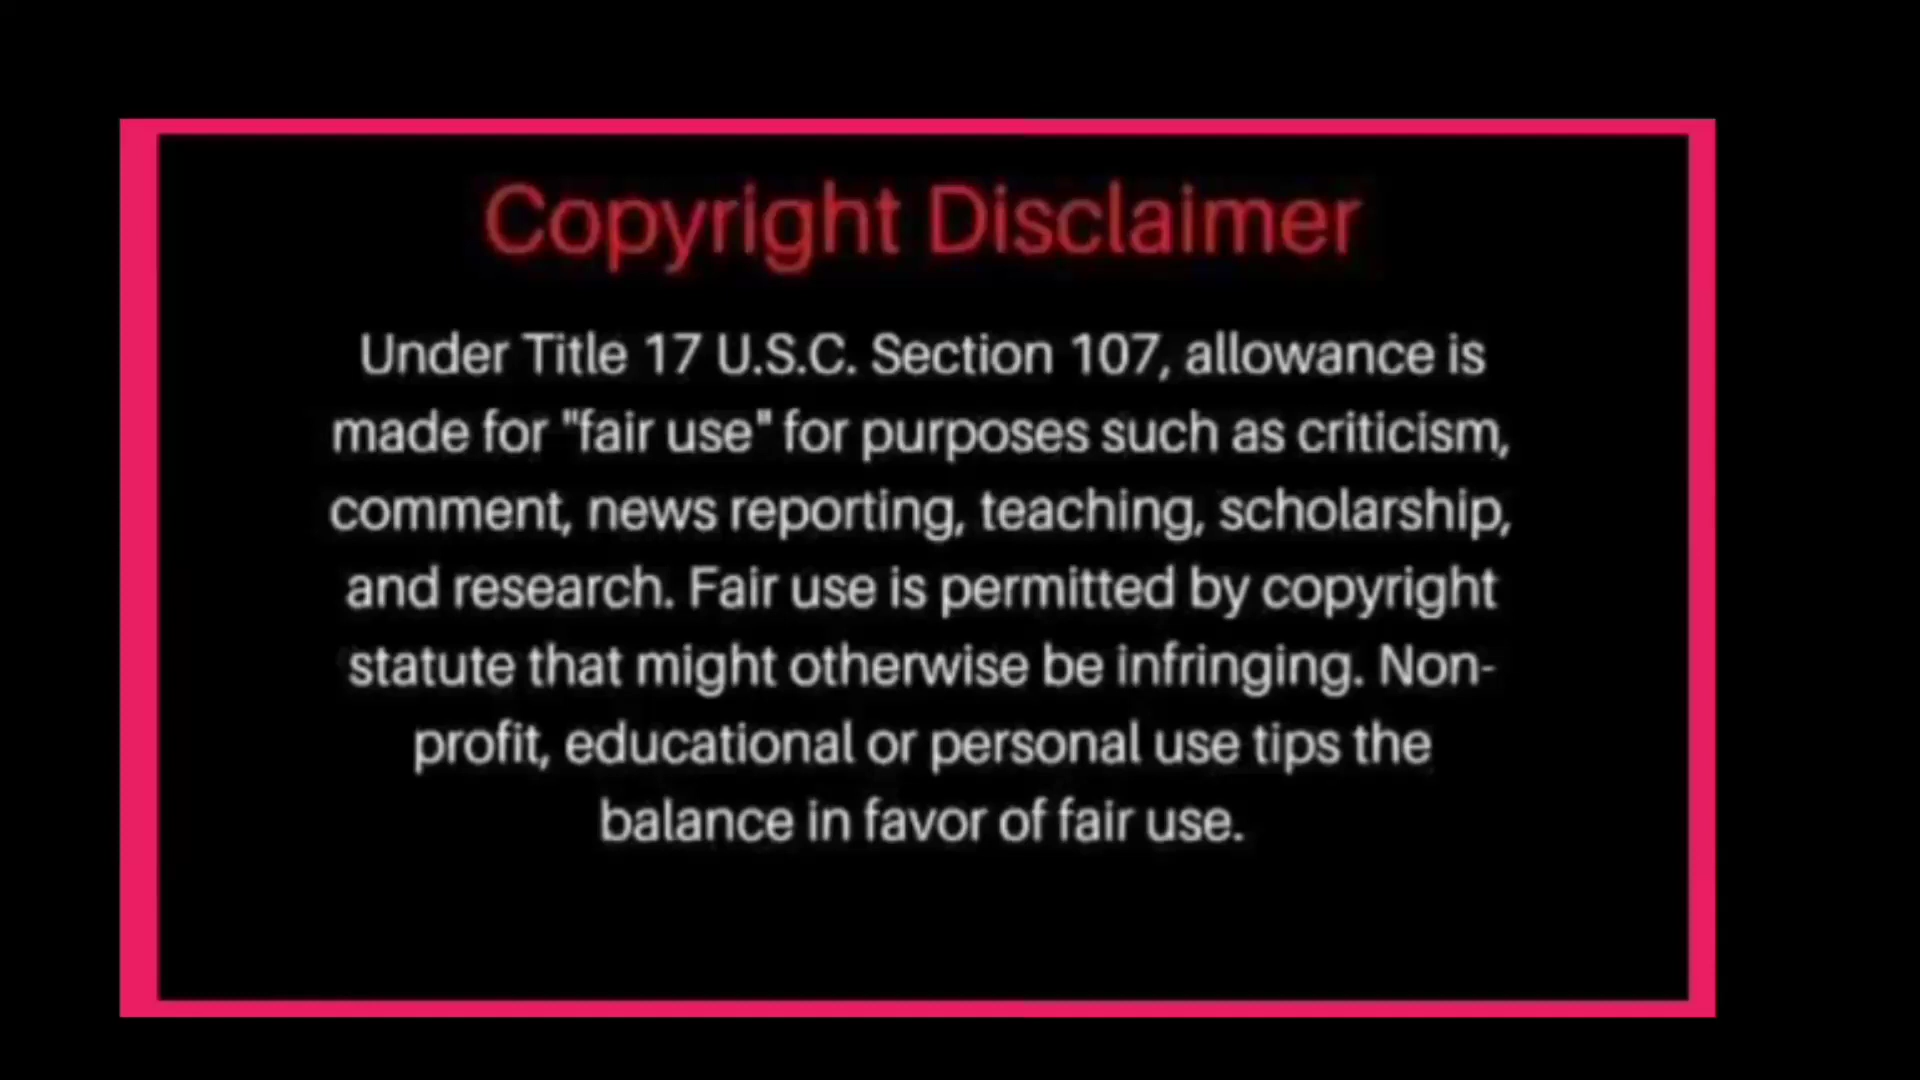 Copyright Disclaimer
Under Title 17 U.S.C. Section 107, allowance is
made for "fair use" for purposes such as criticism,
comment, news reporting, teaching, scholarship,
and research. Fair use is permitted by copyright
statute that might otherwise be infringing. Non-
profit, educational or personal use tips the
balance in favor of fair use.